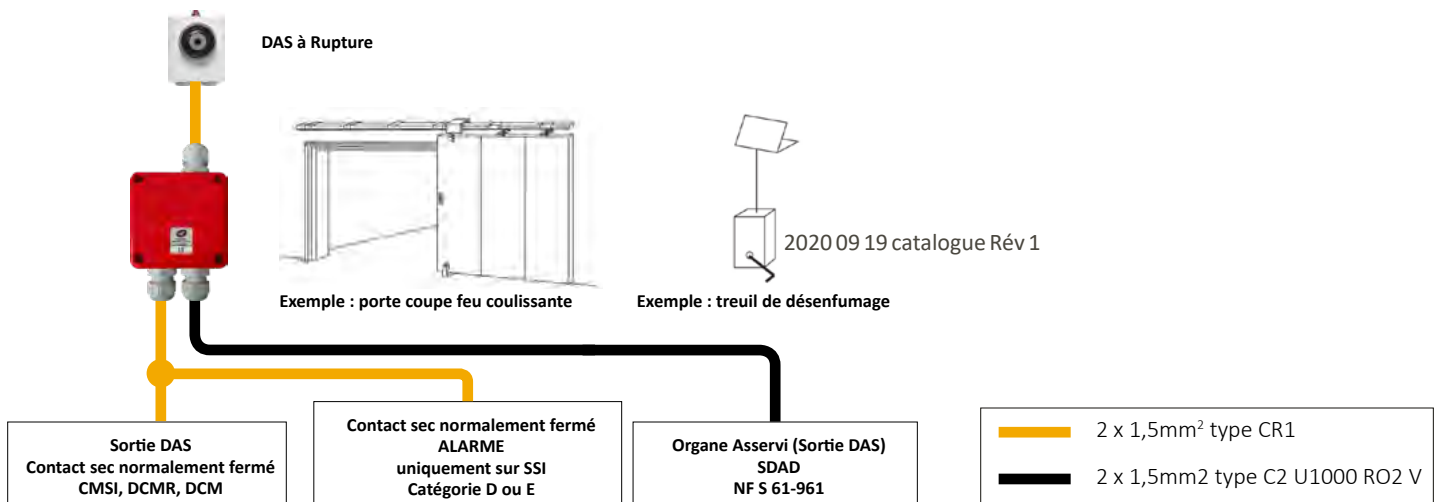 DAS à Rupture
2020 09 19 catalogue Rév 1
Exemple : porte coupe feu coulissante
Exemple : treuil de désenfumage
Sortie DAS
Contact sec normalement fermé
CMSI, DCMR, DCM
Contact sec normalement fermé
ALARME
uniquement sur SSI
Catégorie D ou E
Organe Asservi (Sortie DAS)
SDAD
NF S 61-961
2 x 1,5mm² type CR1
2 x 1,5mm2 type C2 U1000 RO2 V